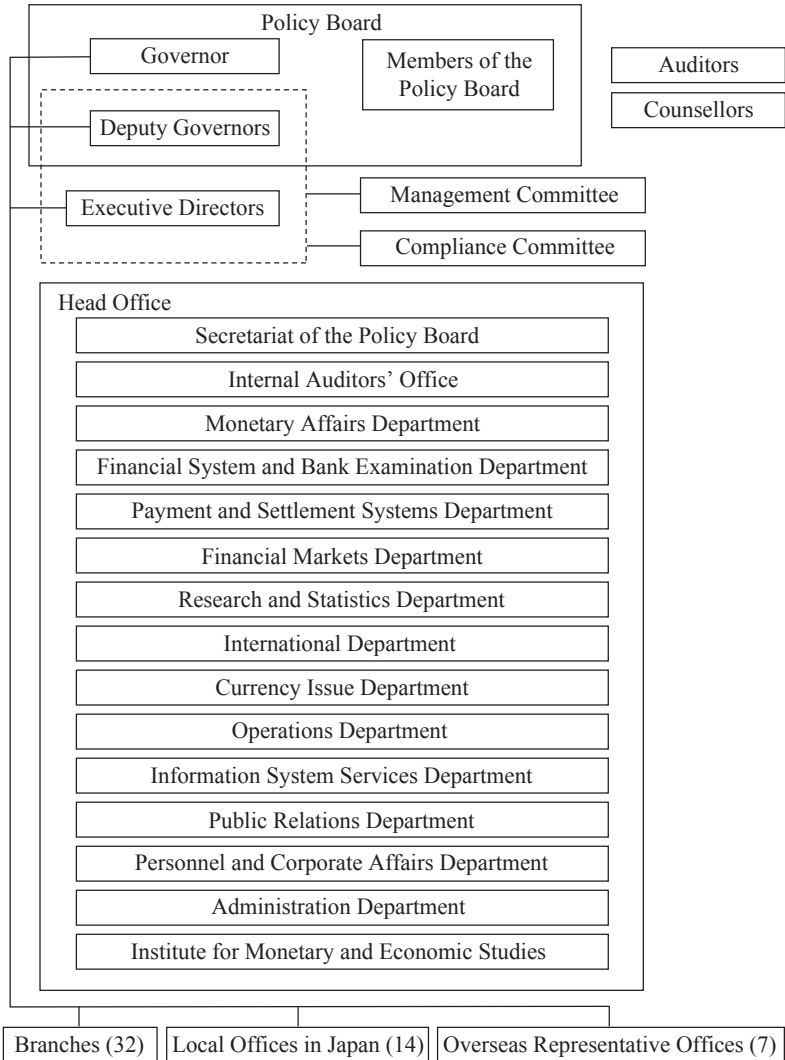 Policy Board
Governor
Members of the
Policy Board
Auditors
Counsellors
Deputy Governors
Executive Directors
Management Committee
Compliance Committee
Head Office
Secretariat of the Policy Board
Internal Auditors’ Office
Monetary Affairs Department
Financial System and Bank Examination Department
Payment and Settlement Systems Department
Financial Markets Department
Research and Statistics Department
International Department
Currency Issue Department
Operations Department
Information System Services Department
Public Relations Department
Personnel and Corporate Affairs Department
Administration Department
Institute for Monetary and Economic Studies
Branches (32)
Local Offices in Japan (14)
Overseas Representative Offices (7)